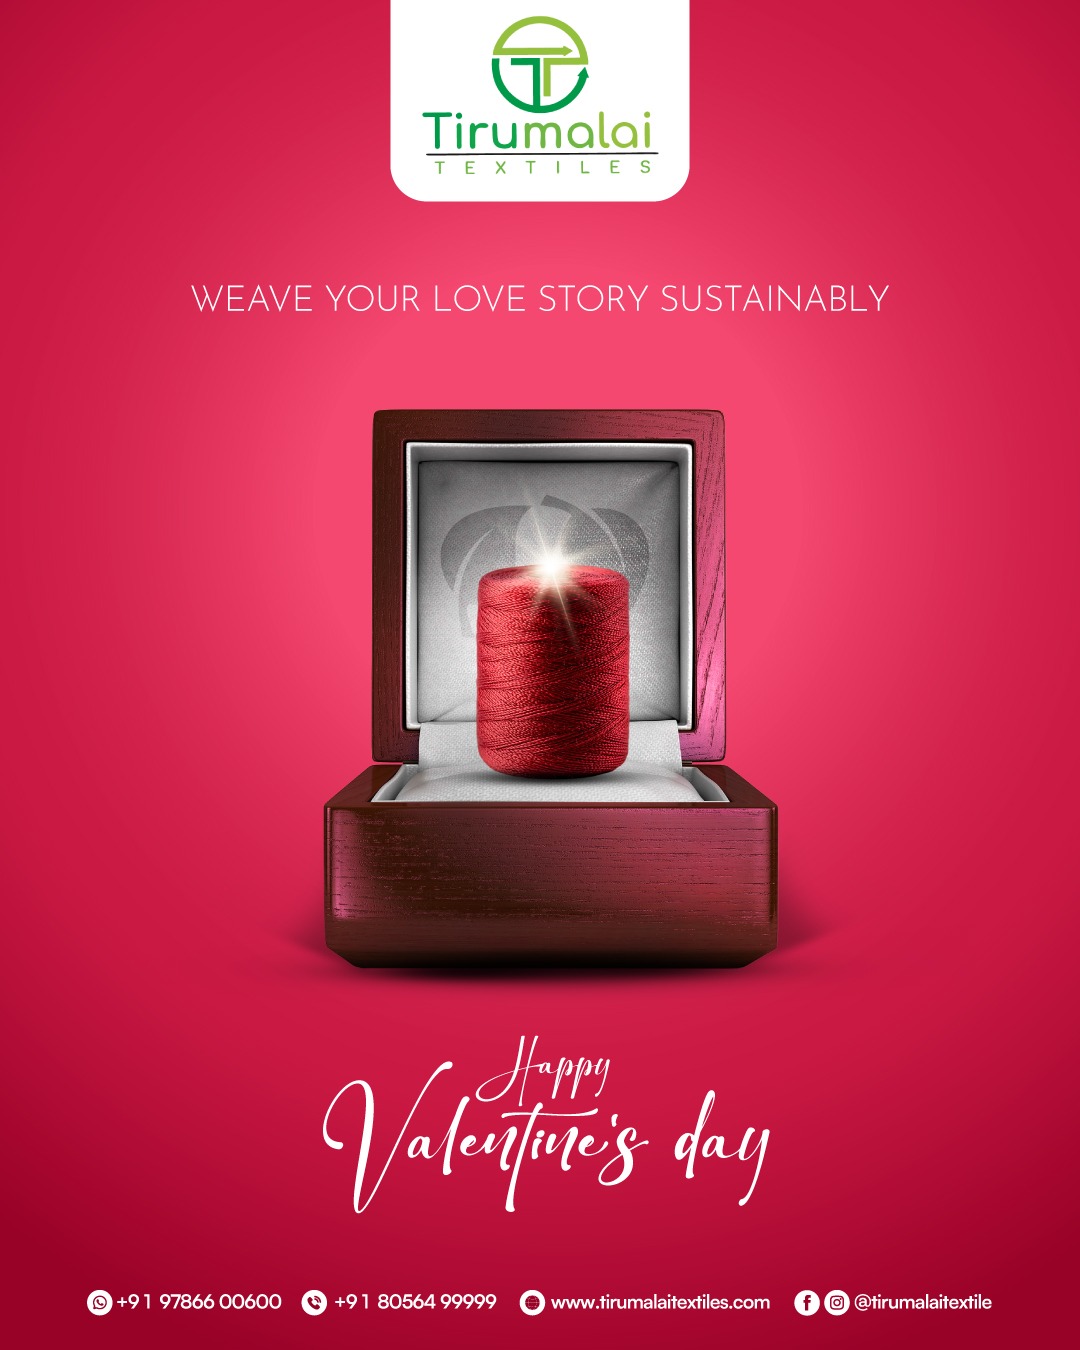 Tirumalai
TEXTILES
WEAVE YOUR LOVE STORY SUSTAINABLY
Happy
Valentine's day
+91 97866 00600 +91 80564 99999 www.tirumalaitextiles.com @tirumalaitextile